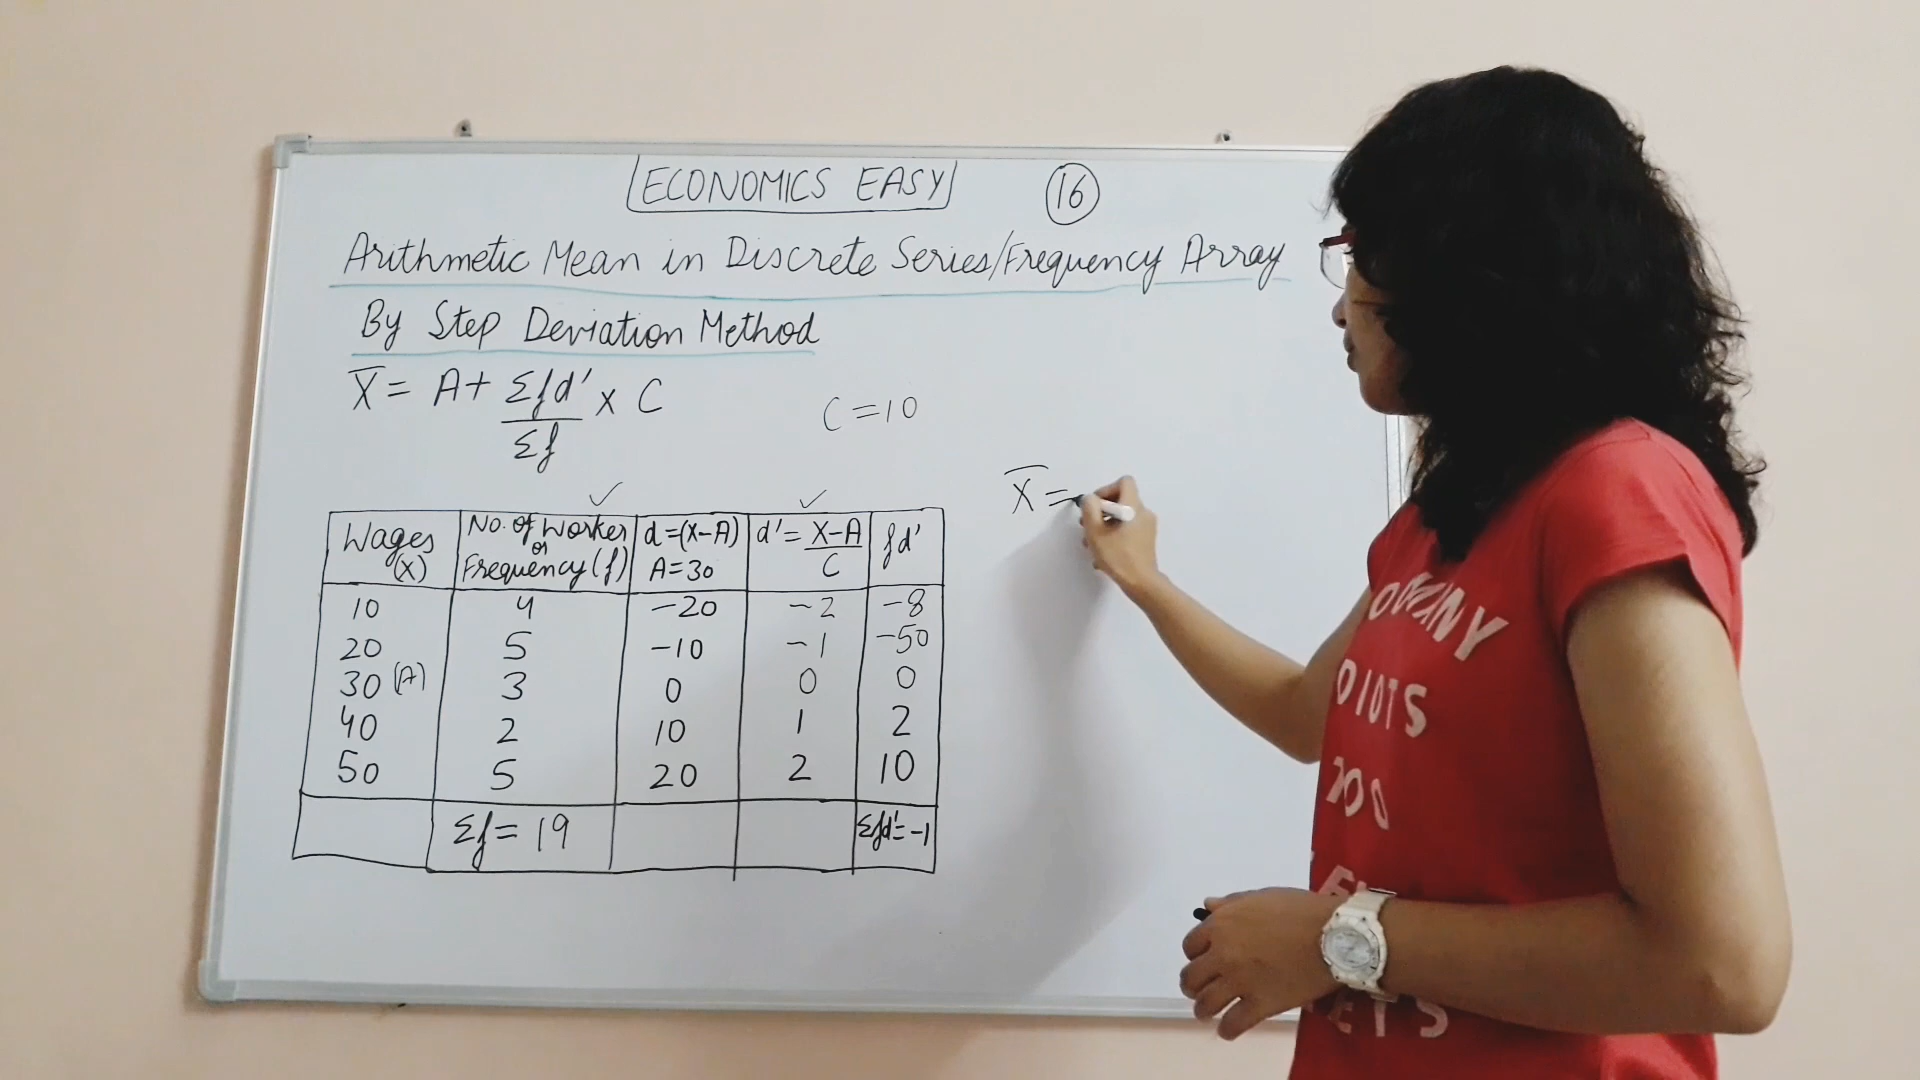 ECONOMICS EASY 16
Arithmetic Mean in Discrete Series/Frequency Array
By Step Deviation Method
X̅ = A + Σfd' / Σf x C
C = 10
X̅ =
Wages (X) | No. of Worker or Frequency (f) | d = (X-A) A = 30 | d' = X-A / C | fd'
10 | 4 | -20 | -2 | -8
20 | 5 | -10 | -1 | -50
30 (A) | 3 | 0 | 0 | 0
40 | 2 | 10 | 1 | 2
50 | 5 | 20 | 2 | 10
Σf = 19 | Σfd' = -1